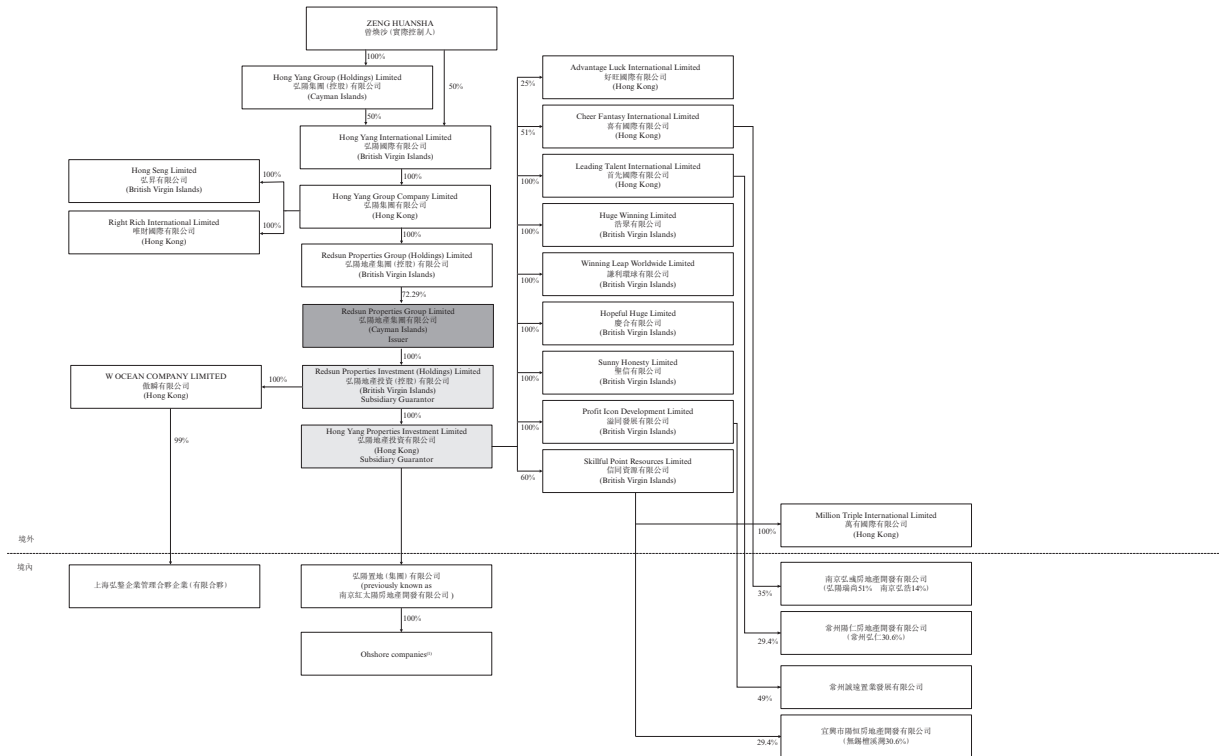 ZENG HUANSHA
曾煥沙 (實際控制人)
100%
Hong Yang Group (Holdings) Limited
弘陽集團 (控股) 有限公司
(Cayman Islands)
50%
50%
Hong Yang International Limited
弘陽國際有限公司
(British Virgin Islands)
100%
Hong Seng Limited
弘昇有限公司
(British Virgin Islands)
100%
Hong Yang Group Company Limited
弘陽集團有限公司
(Hong Kong)
Right Rich International Limited
唯財國際有限公司
(Hong Kong)
100%
100%
Redsun Properties Group (Holdings) Limited
弘陽地產集團 (控股) 有限公司
(British Virgin Islands)
72.29%
Redsun Properties Group Limited
弘陽地產集團有限公司
(Cayman Islands)
Issuer
100%
W OCEAN COMPANY LIMITED
傲瞬有限公司
(Hong Kong)
100%
Redsun Properties Investment (Holdings) Limited
弘陽地產投資 (控股) 有限公司
(British Virgin Islands)
Subsidiary Guarantor
100%
Hong Yang Properties Investment Limited
弘陽地產投資有限公司
(Hong Kong)
Subsidiary Guarantor
99%
25%
Advantage Luck International Limited
好旺國際有限公司
(Hong Kong)
51%
Cheer Fantasy International Limited
喜有國際有限公司
(Hong Kong)
100%
Leading Talent International Limited
首先國際有限公司
(Hong Kong)
100%
Huge Winning Limited
浩眾有限公司
(British Virgin Islands)
100%
Winning Leap Worldwide Limited
謙利環球有限公司
(British Virgin Islands)
100%
Hopeful Huge Limited
慶合有限公司
(British Virgin Islands)
100%
Sunny Honesty Limited
聖信有限公司
(British Virgin Islands)
100%
Profit Icon Development Limited
溢同發展有限公司
(British Virgin Islands)
60%
Skillful Point Resources Limited
信同資源有限公司
(British Virgin Islands)
100%
Million Triple International Limited
萬有國際有限公司
(Hong Kong)
境外
境內
上海弘鏨企業管理合夥企業 (有限合夥)
弘陽置地 (集團) 有限公司
(previously known as
南京紅太陽房地產開發有限公司 )
100%
Ohshore companies⁽²⁾
35%
南京弘彧房地產開發有限公司
(弘陽瑞尚51% 南京弘浩14%)
29.4%
常州陽仁房地產開發有限公司
(常州弘仁30.6%)
49%
常州誠遠置業發展有限公司
29.4%
宜興市陽恒房地產開發有限公司
(無錫檀溪灣30.6%)